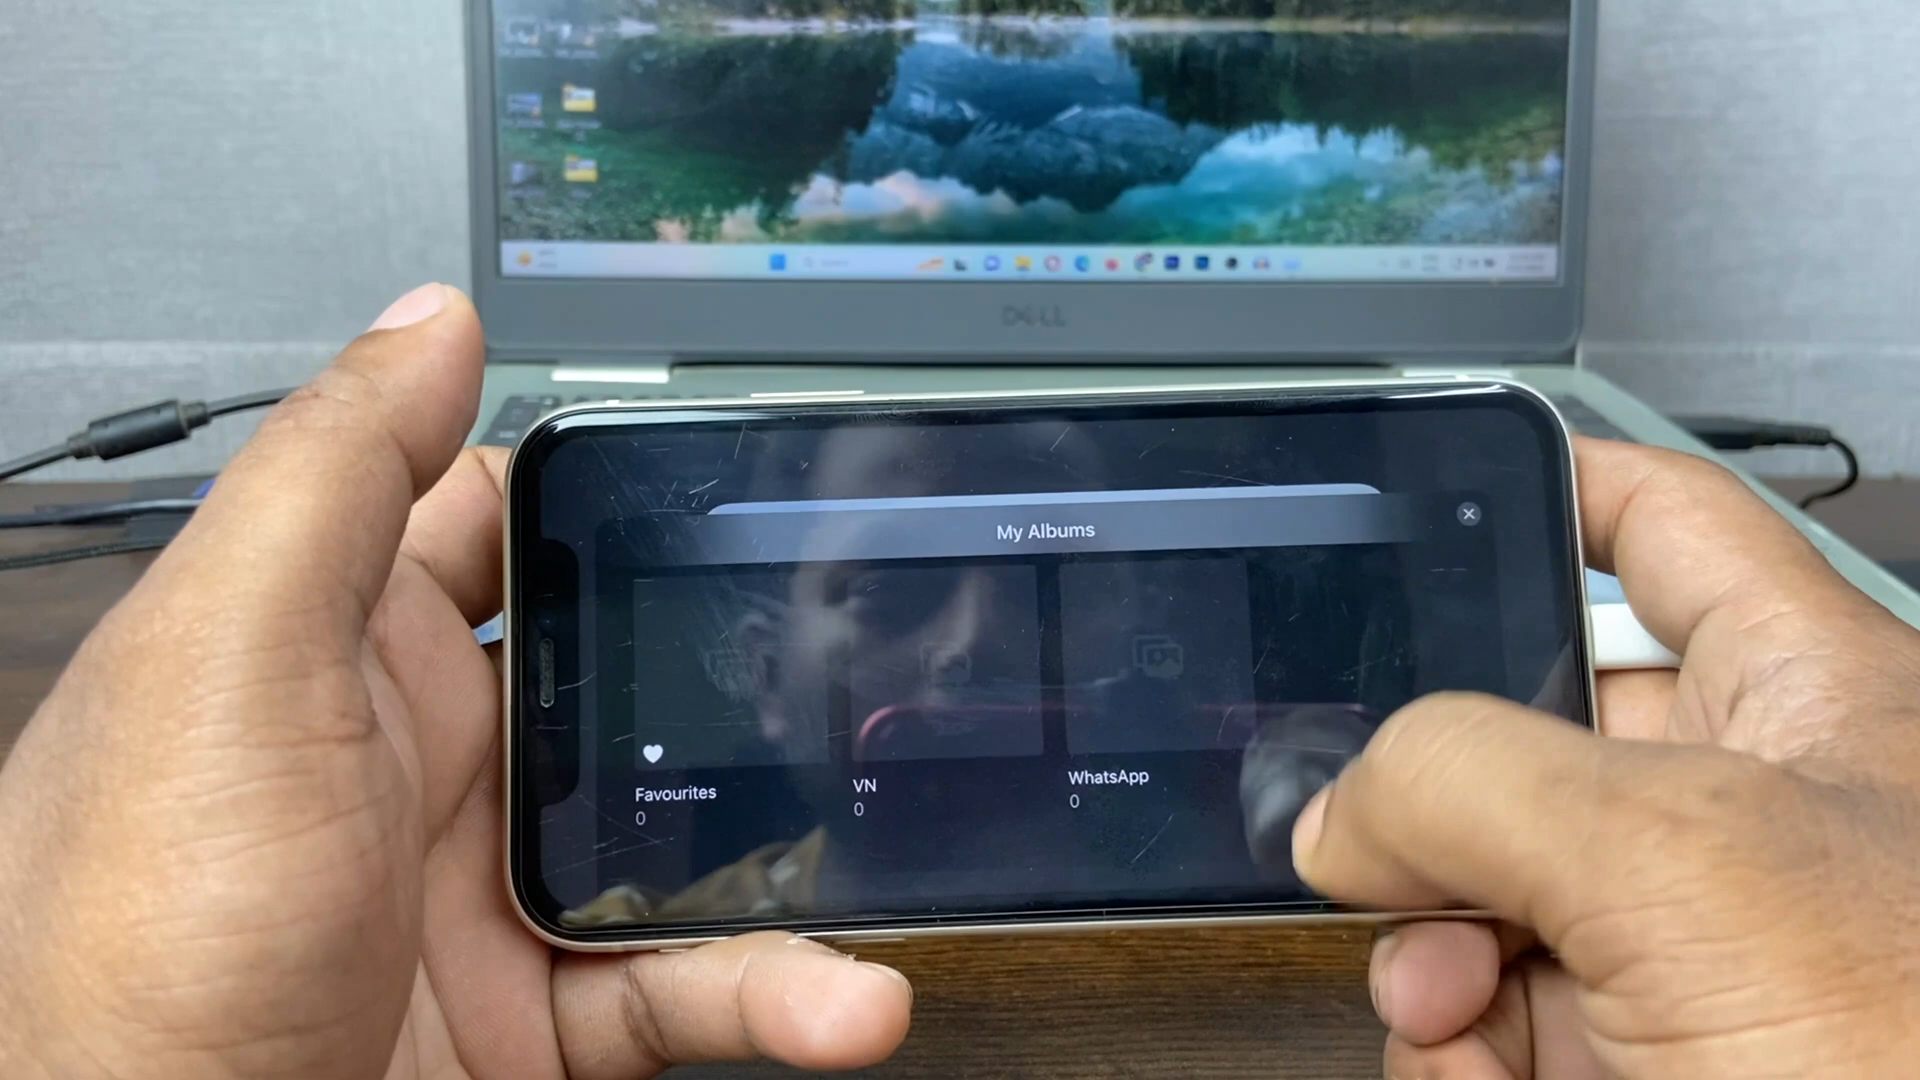 DELL
My Albums
Favourites
0
VN
0
WhatsApp
0